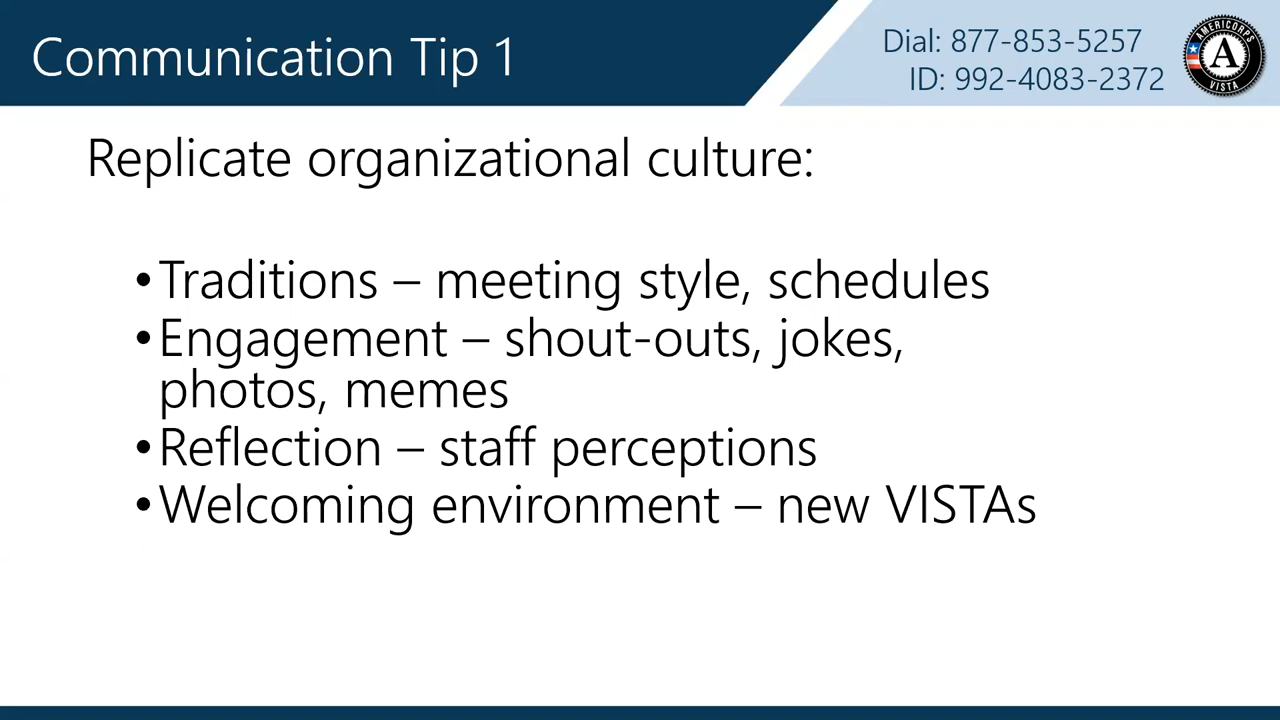 Communication Tip 1
Dial: 877-853-5257
ID: 992-4083-2372
AMERICORPS
A
VISTA
Replicate organizational culture:
•Traditions – meeting style, schedules
•Engagement – shout-outs, jokes,
photos, memes
•Reflection – staff perceptions
•Welcoming environment – new VISTAs